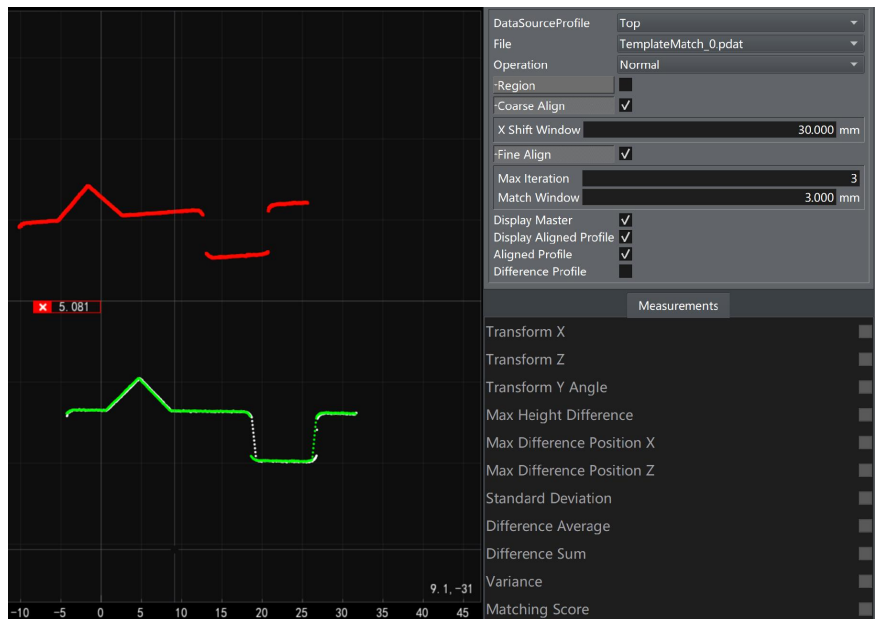 DataSourceProfile Top
File TemplateMatch_0.pdat
Operation Normal
-Region
-Coarse Align
X Shift Window 30.000 mm
-Fine Align
Max Iteration 3
Match Window 3.000 mm
Display Master
Display Aligned Profile
Aligned Profile
Difference Profile
Measurements
Transform X
Transform Z
Transform Y Angle
Max Height Difference
Max Difference Position X
Max Difference Position Z
Standard Deviation
Difference Average
Difference Sum
Variance
Matching Score
5.081
9.1,-31
-10 -5 0 5 10 15 20 25 30 35 40 45